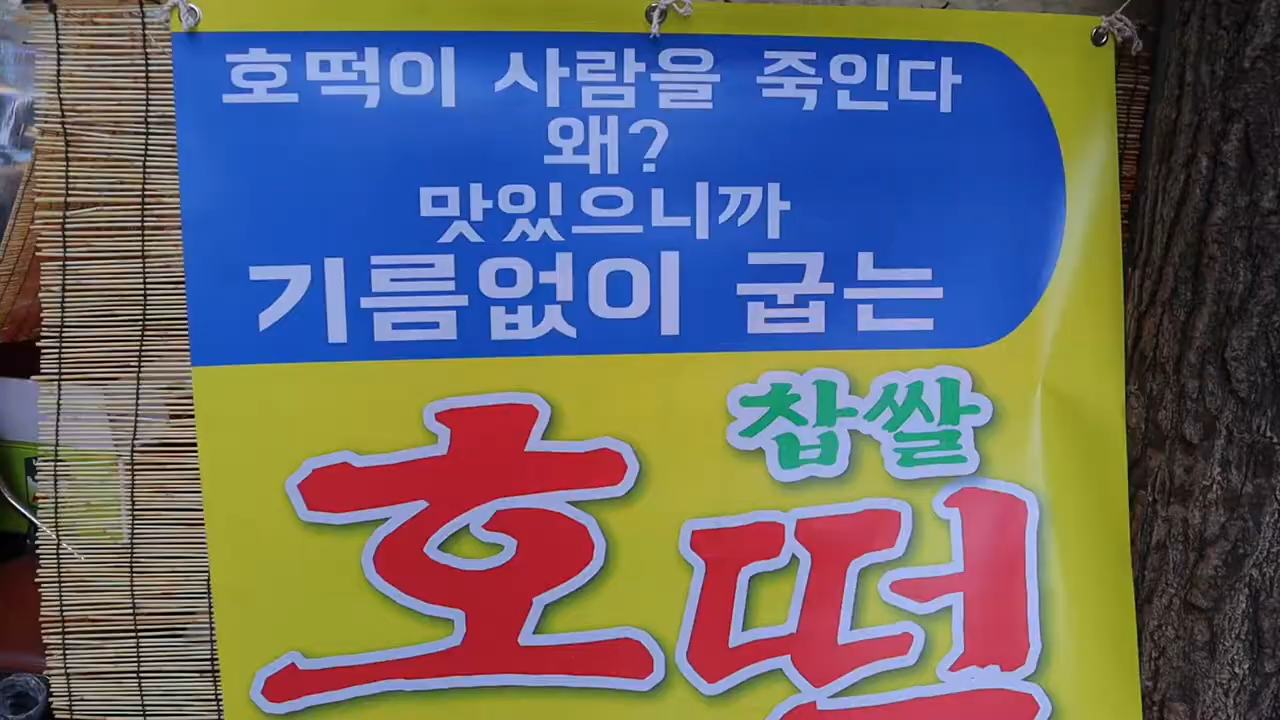 호떡이 사람을 죽인다
왜?
맛있으니까
기름없이 굽는
찹쌀
호떡